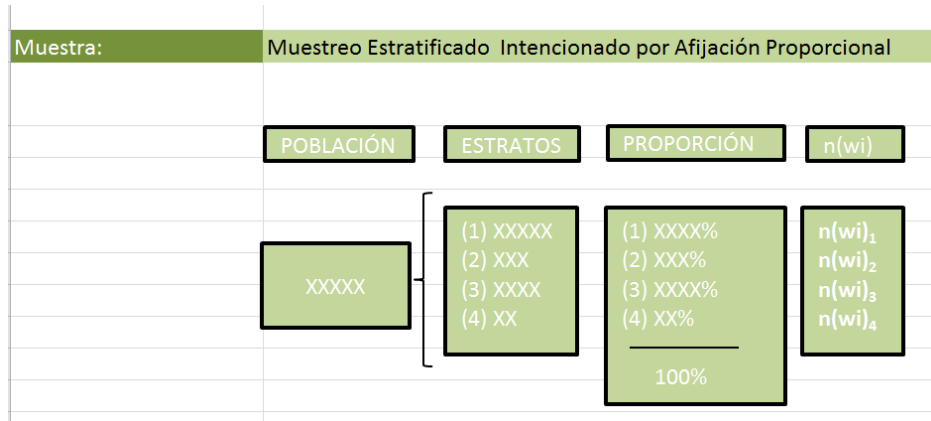 Muestra:
Muestreo Estratificado Intencionado por Afijación Proporcional
POBLACIÓN
ESTRATOS
PROPORCIÓN
n(wi)
XXXXX
(1) XXXXX
(2) XXX
(3) XXXX
(4) XX
(1) XXXX%
(2) XXX%
(3) XXXX%
(4) XX%
100%
n(wi)₁
n(wi)₂
n(wi)₃
n(wi)₄